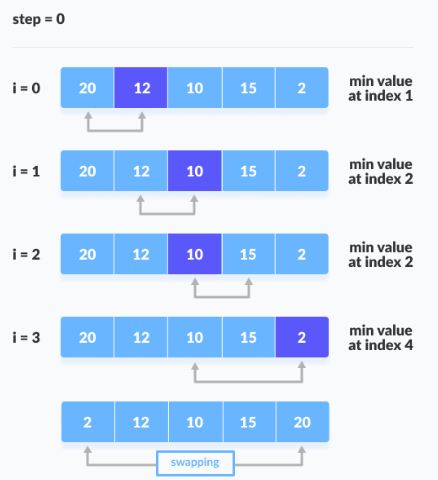 step = 0
i = 0 20 12 10 15 2 min value
at index 1
i = 1 20 12 10 15 2 min value
at index 2
i = 2 20 12 10 15 2 min value
at index 2
i = 3 20 12 10 15 2 min value
at index 4
2 12 10 15 20
swapping